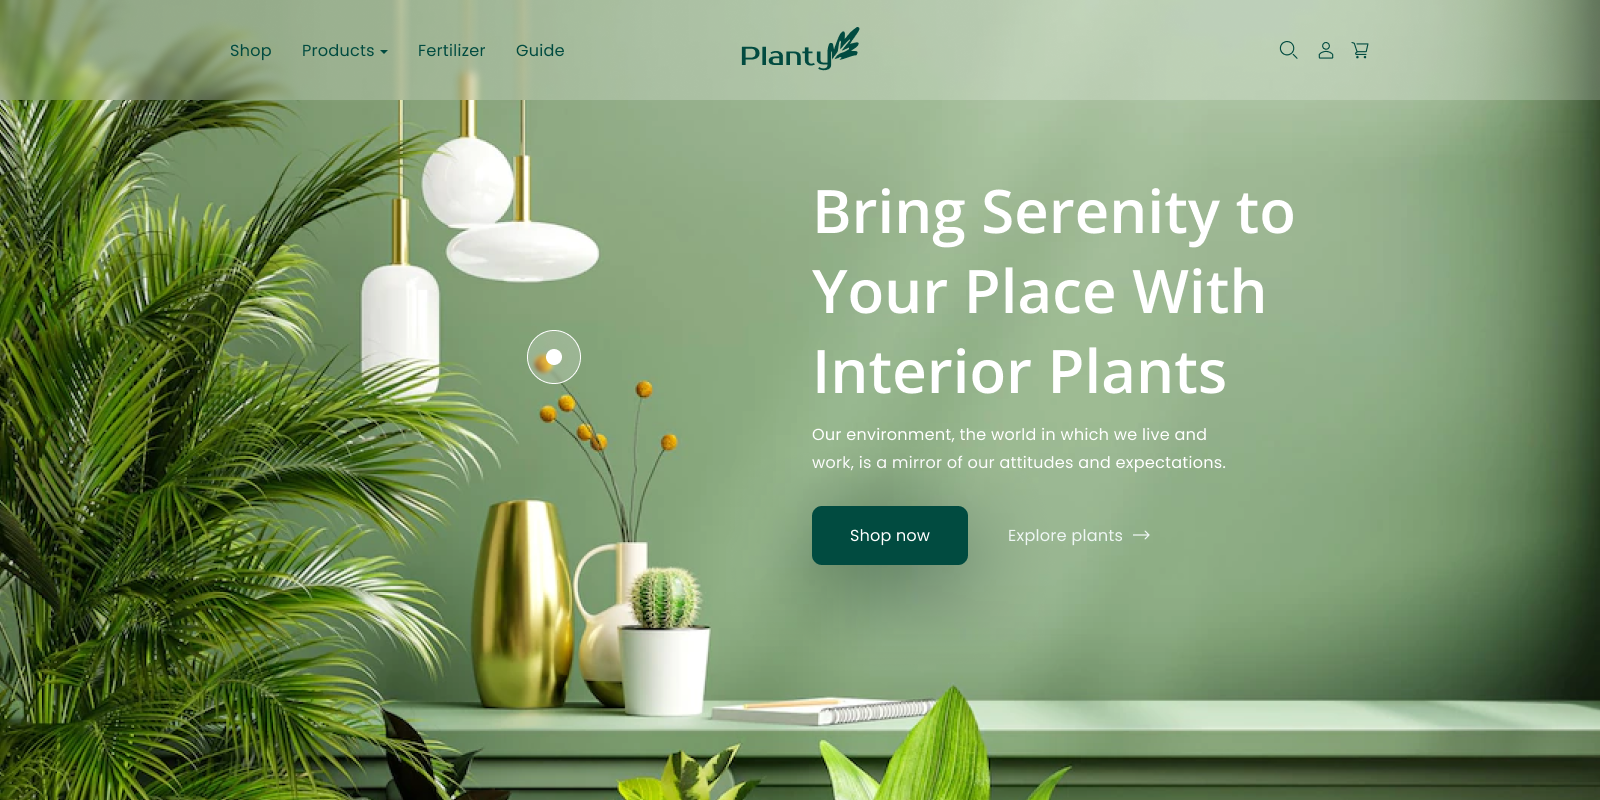 Shop Products Fertilizer Guide Planty
Bring Serenity to
Your Place With
Interior Plants
Our environment, the world in which we live and
work, is a mirror of our attitudes and expectations.
Shop now Explore plants